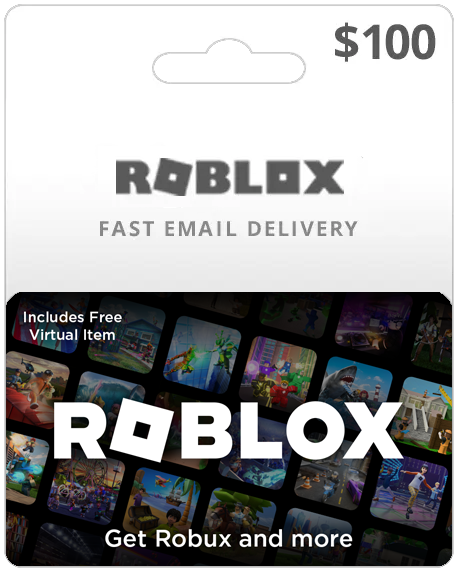 $100
ROBLOX
FAST EMAIL DELIVERY
Includes Free
Virtual Item
ROBLOX
Get Robux and more